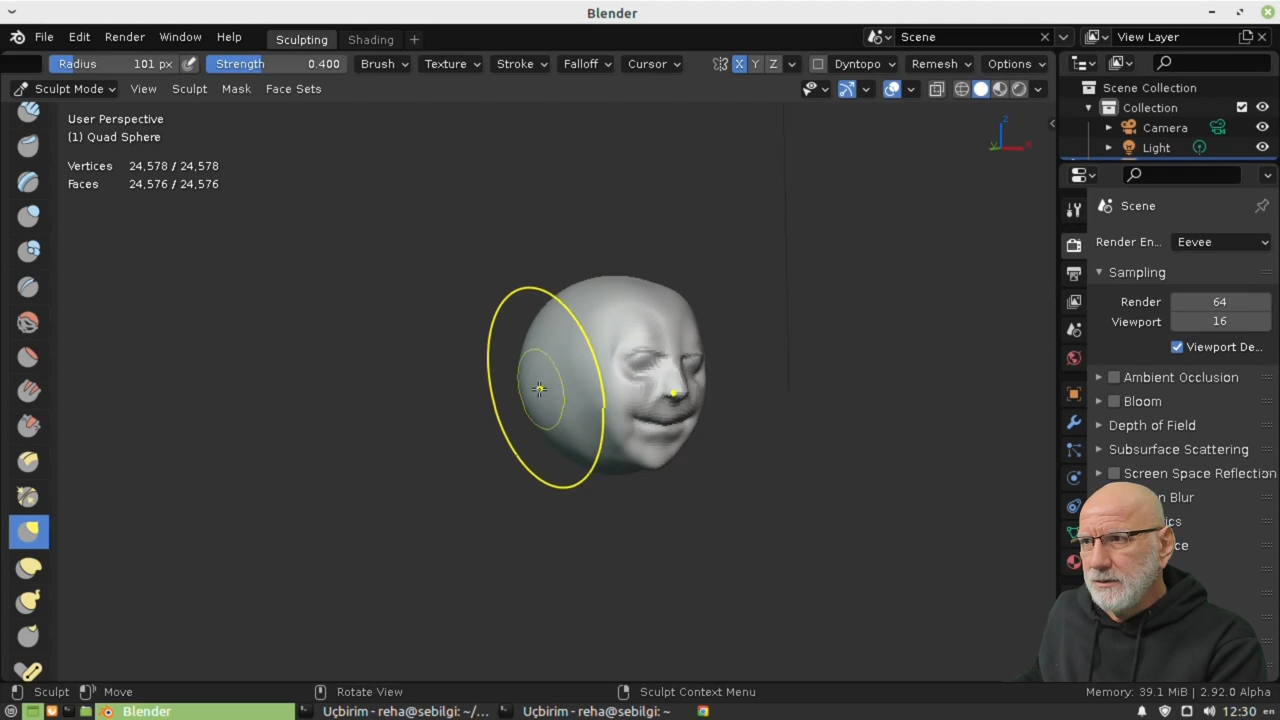 Blender
File Edit Render Window Help Sculpting Shading + Scene View Layer
Radius 101 px Strength 0.400 Brush Texture Stroke Falloff Cursor X Y Z Dyntopo Remesh Options
Sculpt Mode View Sculpt Mask Face Sets
Scene Collection
Collection
Camera
Light
User Perspective
(1) Quad Sphere
Vertices 24,578 / 24,578
Faces 24,576 / 24,576
Z
Y
X
Scene
Render En... Eevee
Sampling
Render 64
Viewport 16
Viewport De...
Ambient Occlusion
Bloom
Depth of Field
Subsurface Scattering
Screen Space Reflection
n Blur
Sculpt Move Rotate View Sculpt Context Menu Memory: 39.1 MiB | 2.92.0 Alpha
Blender Uçbirim - reha@sebilgi: ~/... Uçbirim - reha@sebilgi: ~ 12:30 en